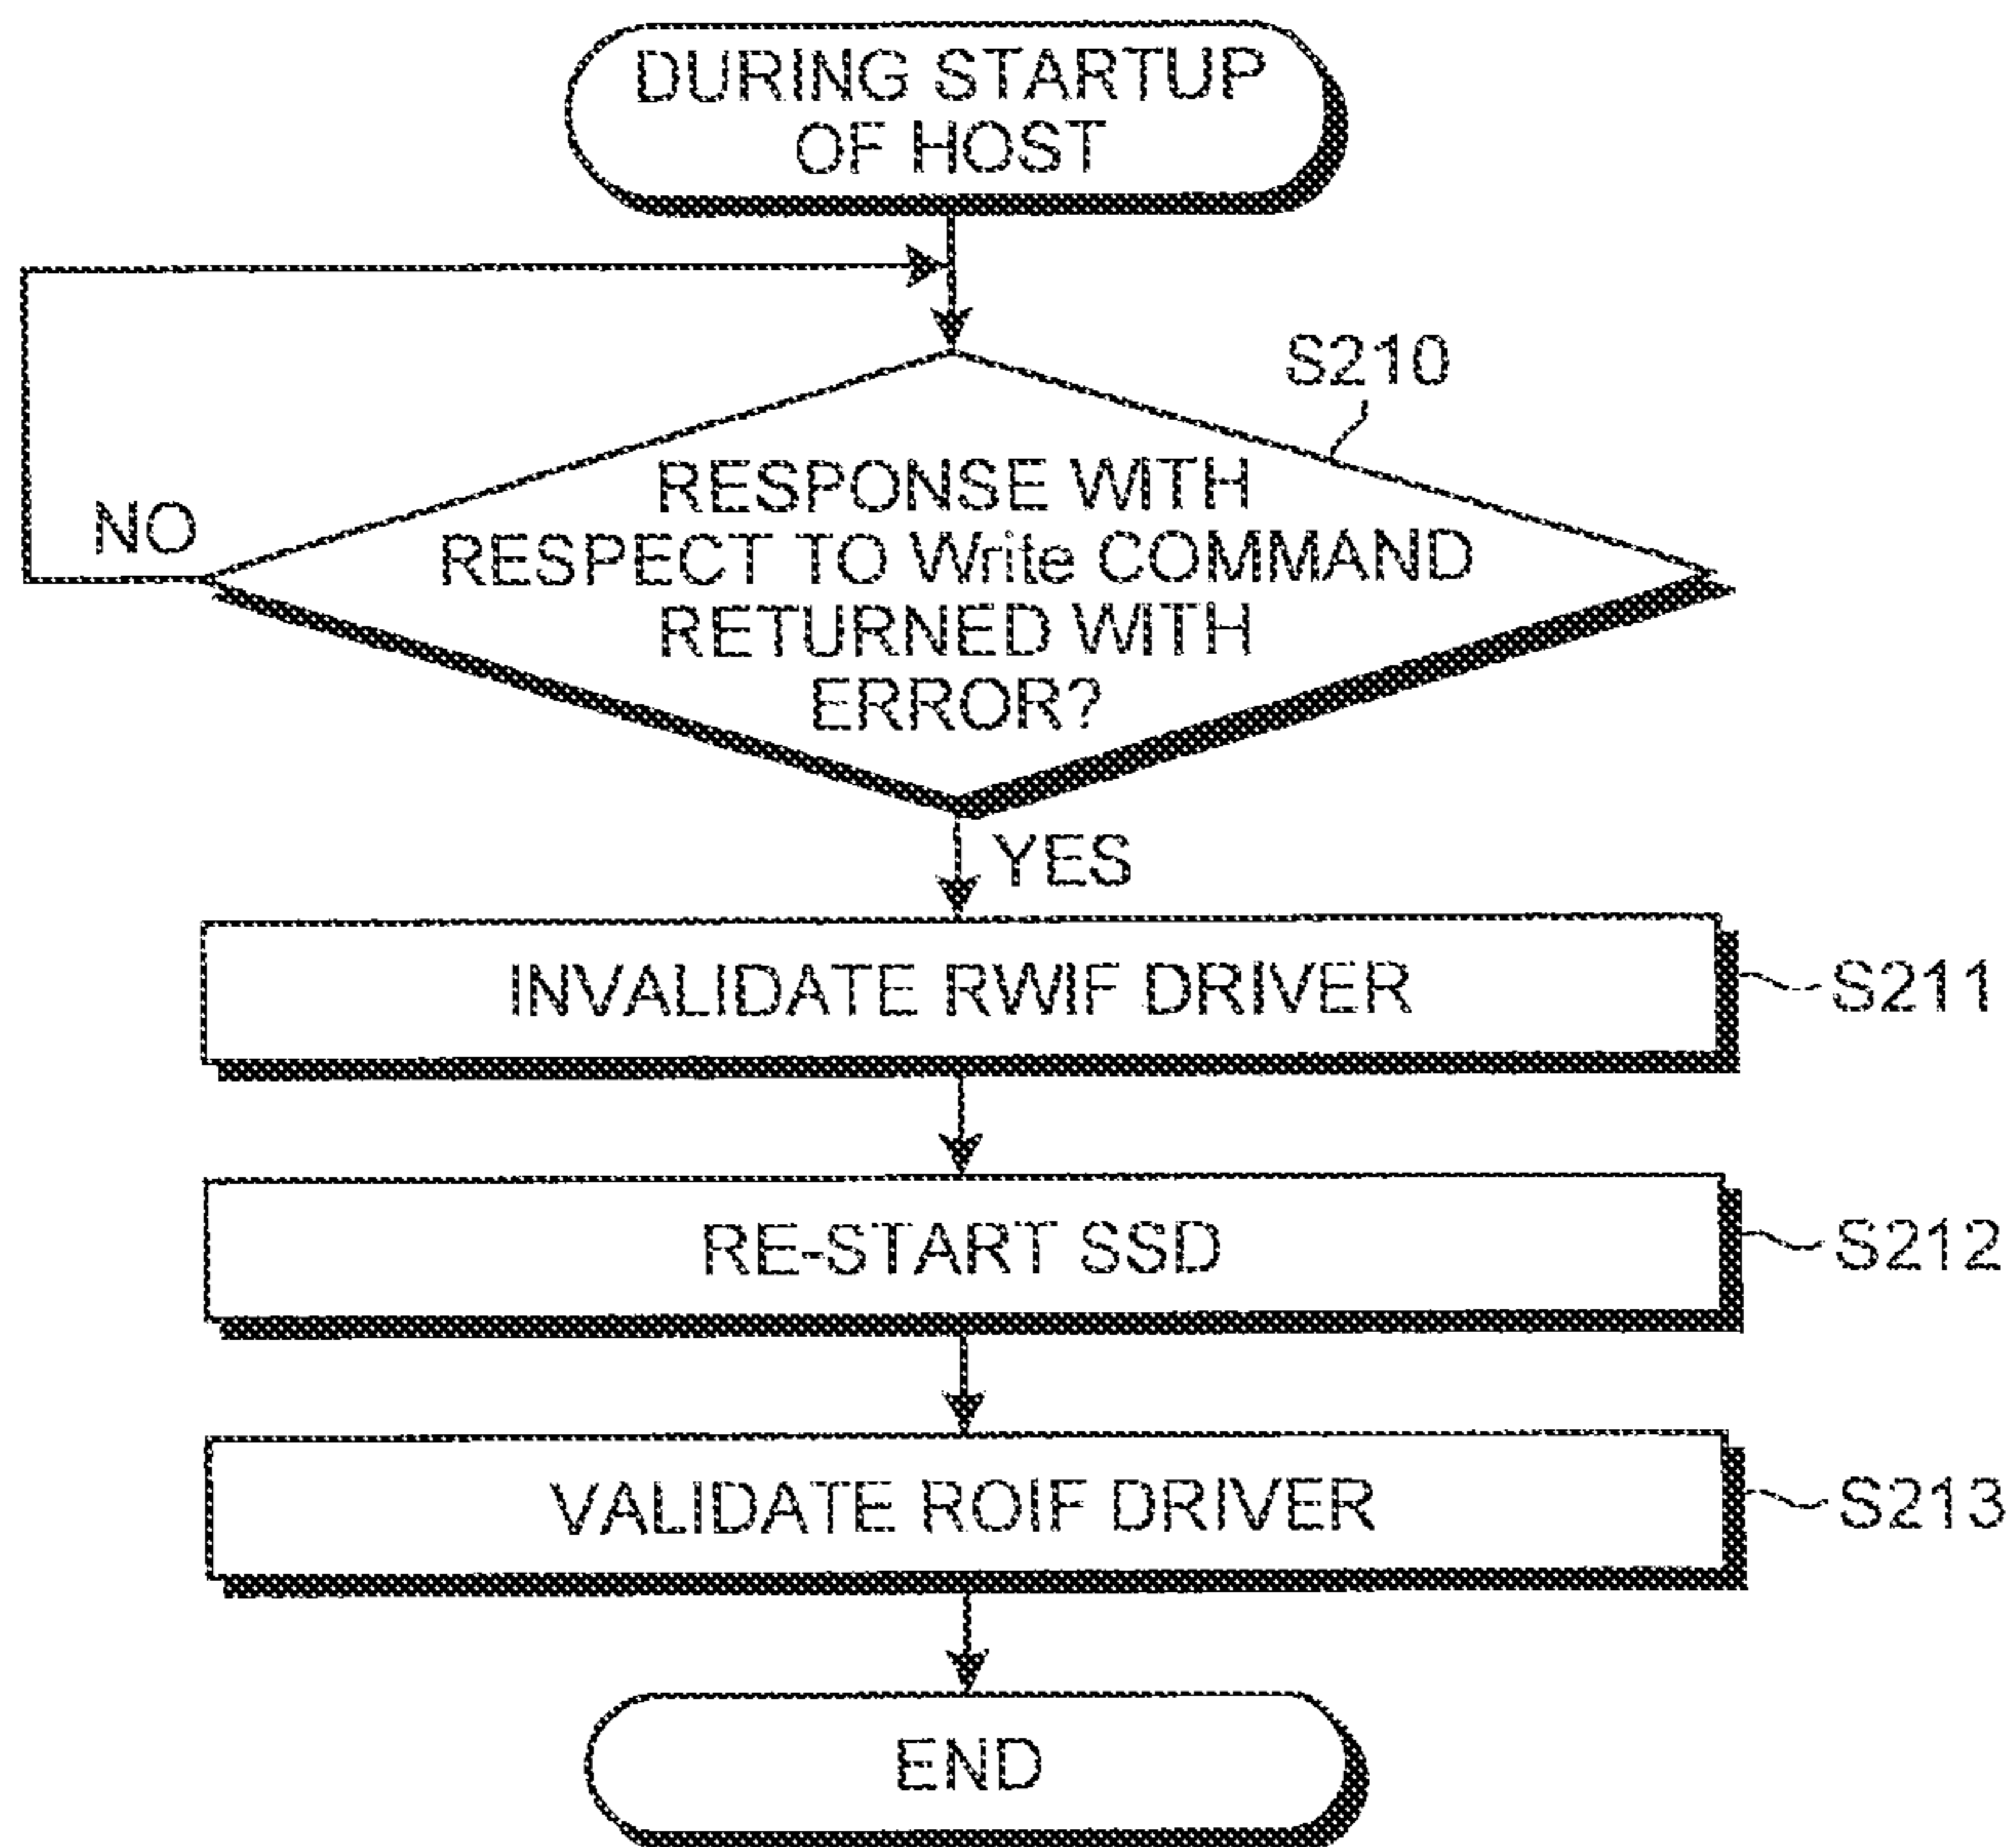 DURING STARTUP
OF HOST
S210
RESPONSE WITH
NO
RESPECT TO Write COMMAND
RETURNED WITH
ERROR?
YES
INVALIDATE RWIF DRIVER
S211
RE-START SSD
S212
VALIDATE ROIF DRIVER
S213
END